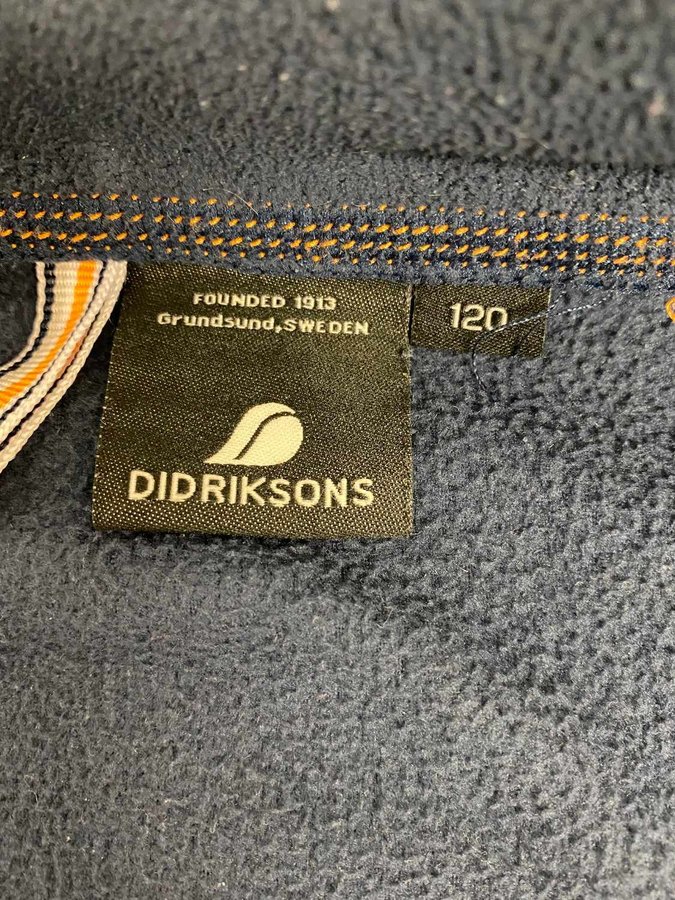 FOUNDED 1913
Grundsund, SWEDEN
DIDRIKSONS
120